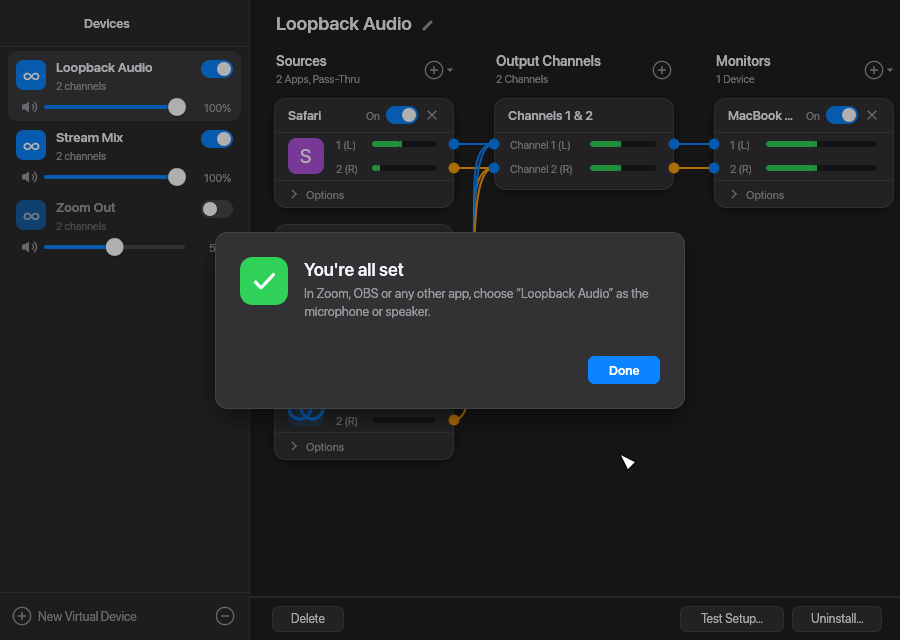 Devices
Loopback Audio
2 channels
100%
Stream Mix
2 channels
100%
Zoom Out
2 channels
Loopback Audio
Sources
2 Apps, Pass-Thru
Output Channels
2 Channels
Monitors
1 Device
Safari
On
S
1 (L)
2 (R)
Options
Channels 1 & 2
Channel 1 (L)
Channel 2 (R)
MacBook ...
On
1 (L)
2 (R)
Options
You're all set
In Zoom, OBS or any other app, choose “Loopback Audio” as the
microphone or speaker.
Done
2 (R)
Options
New Virtual Device
Delete
Test Setup...
Uninstall...